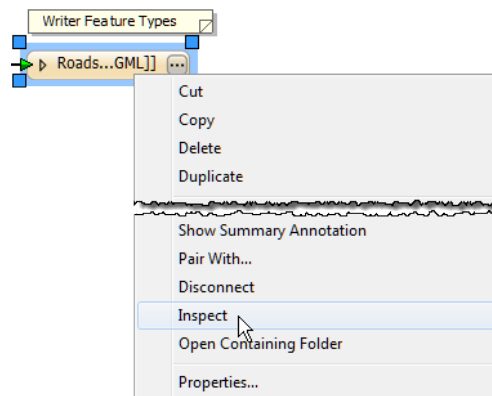 Writer Feature Types
Roads...GML]] ...
Cut
Copy
Delete
Duplicate
Show Summary Annotation
Pair With...
Disconnect
Inspect
Open Containing Folder
Properties...